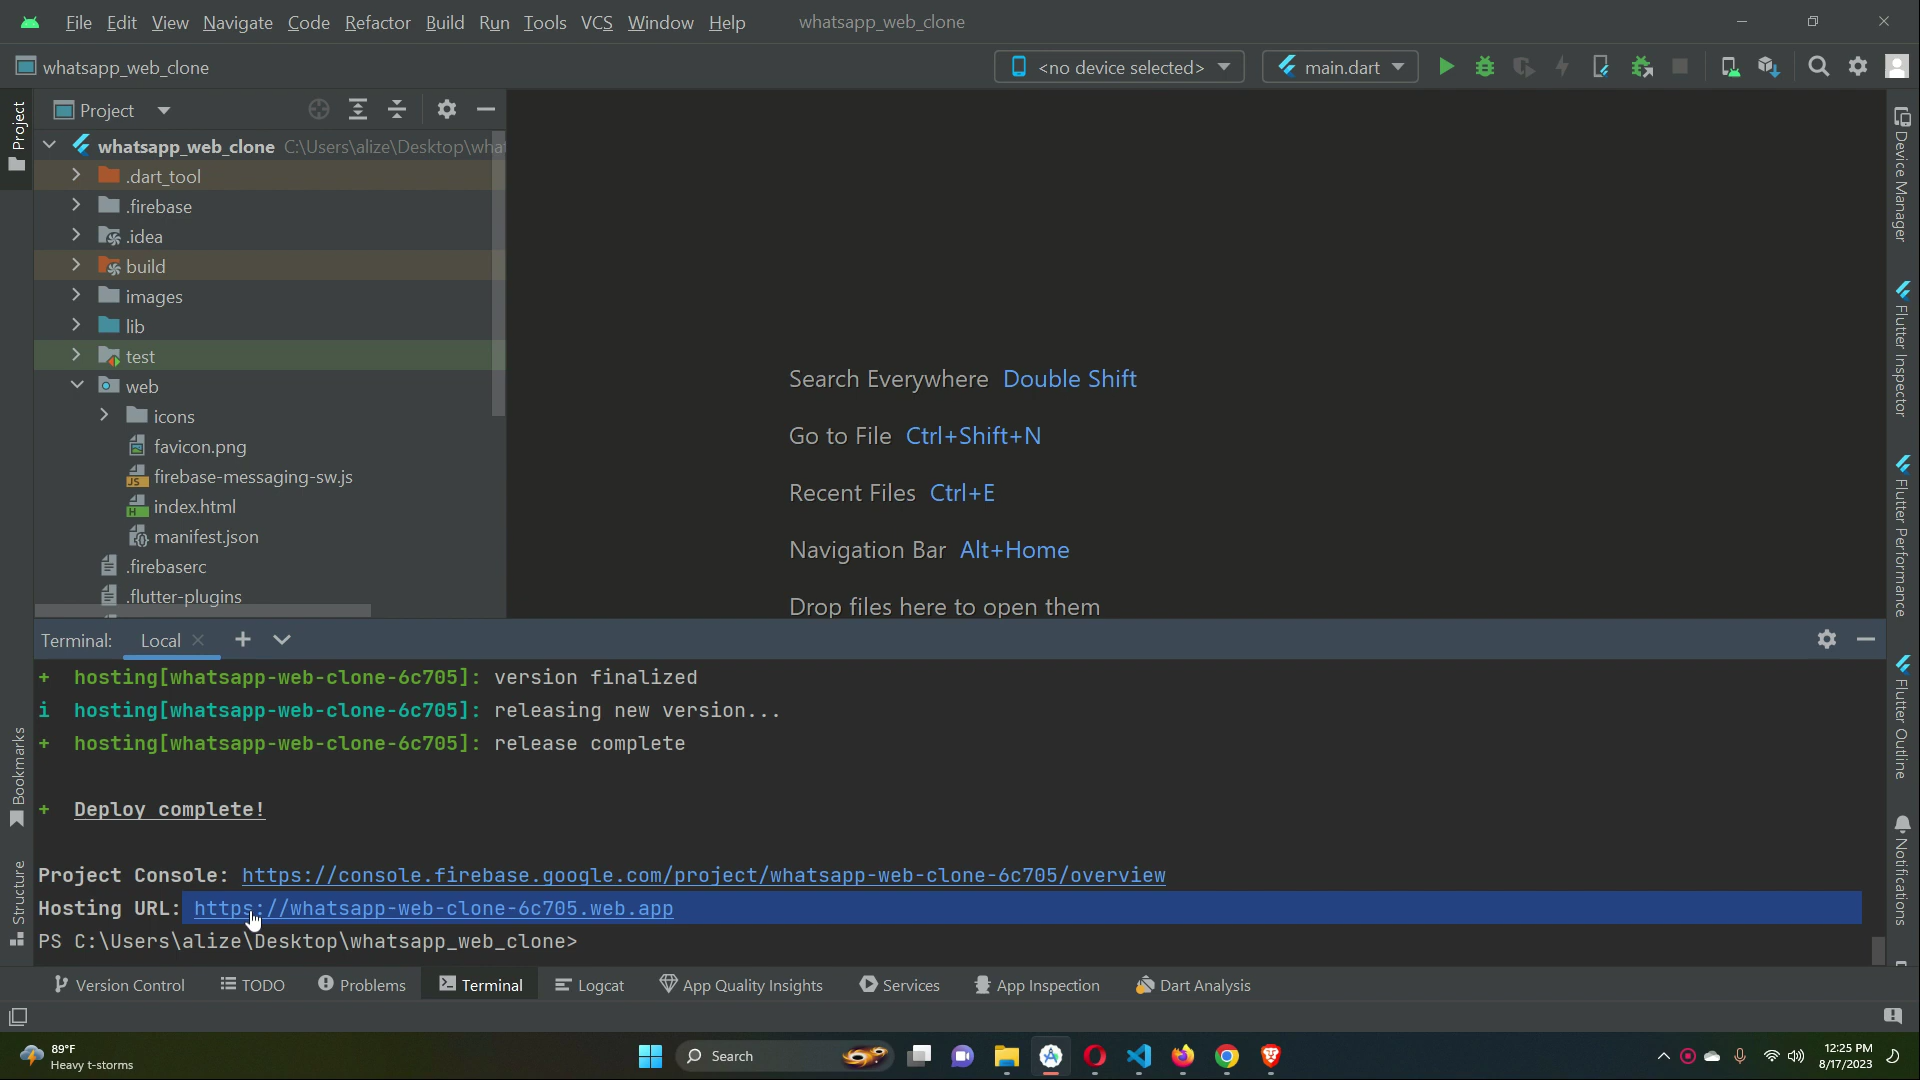 File Edit View Navigate Code Refactor Build Run Tools VCS Window Help whatsapp_web_clone
whatsapp_web_clone <no device selected> main.dart
Project
Project
whatsapp_web_clone C:\Users\alize\Desktop\wha
.dart_tool
.firebase
.idea
build
images
lib
test
web
icons
favicon.png
firebase-messaging-sw.js
index.html
manifest.json
.firebaserc
.flutter-plugins
Search Everywhere Double Shift
Go to File Ctrl+Shift+N
Recent Files Ctrl+E
Navigation Bar Alt+Home
Drop files here to open them
Device Manager
Flutter Inspector
Flutter Performance
Flutter Outline
Notifications
Bookmarks
Structure
Terminal: Local
+ hosting[whatsapp-web-clone-6c705]: version finalized
i hosting[whatsapp-web-clone-6c705]: releasing new version...
+ hosting[whatsapp-web-clone-6c705]: release complete
+ Deploy complete!
Project Console: https://console.firebase.google.com/project/whatsapp-web-clone-6c705/overview
Hosting URL: https://whatsapp-web-clone-6c705.web.app
PS C:\Users\alize\Desktop\whatsapp_web_clone>
Version Control TODO Problems Terminal Logcat App Quality Insights Services App Inspection Dart Analysis
89°F
Heavy t-storms
Search
12:25 PM
8/17/2023